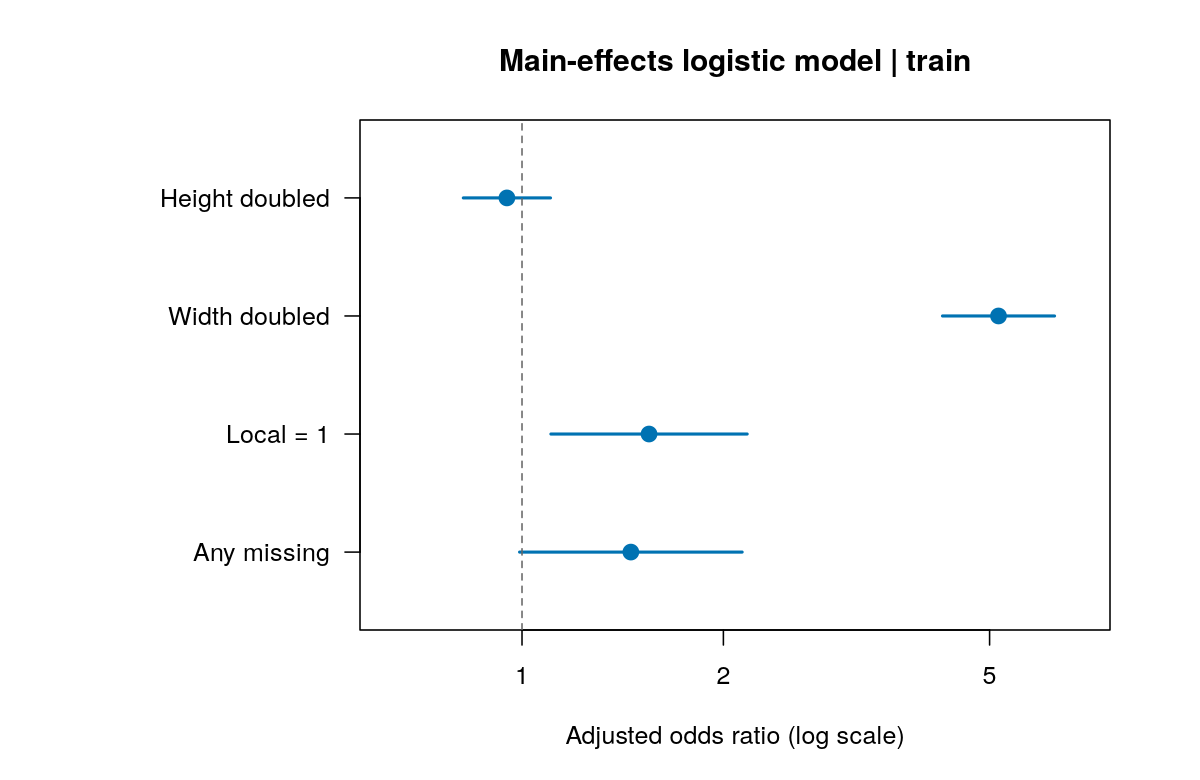 Main-effects logistic model | train
Height doubled
Width doubled
Local = 1
Any missing
1 2 5
Adjusted odds ratio (log scale)